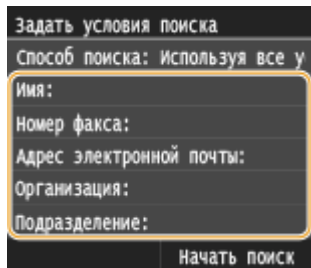 Задать условия поиска
Способ поиска: Используя все у
Имя:
Номер факса:
Адрес электронной почты:
Организация:
Подразделение:
Начать поиск